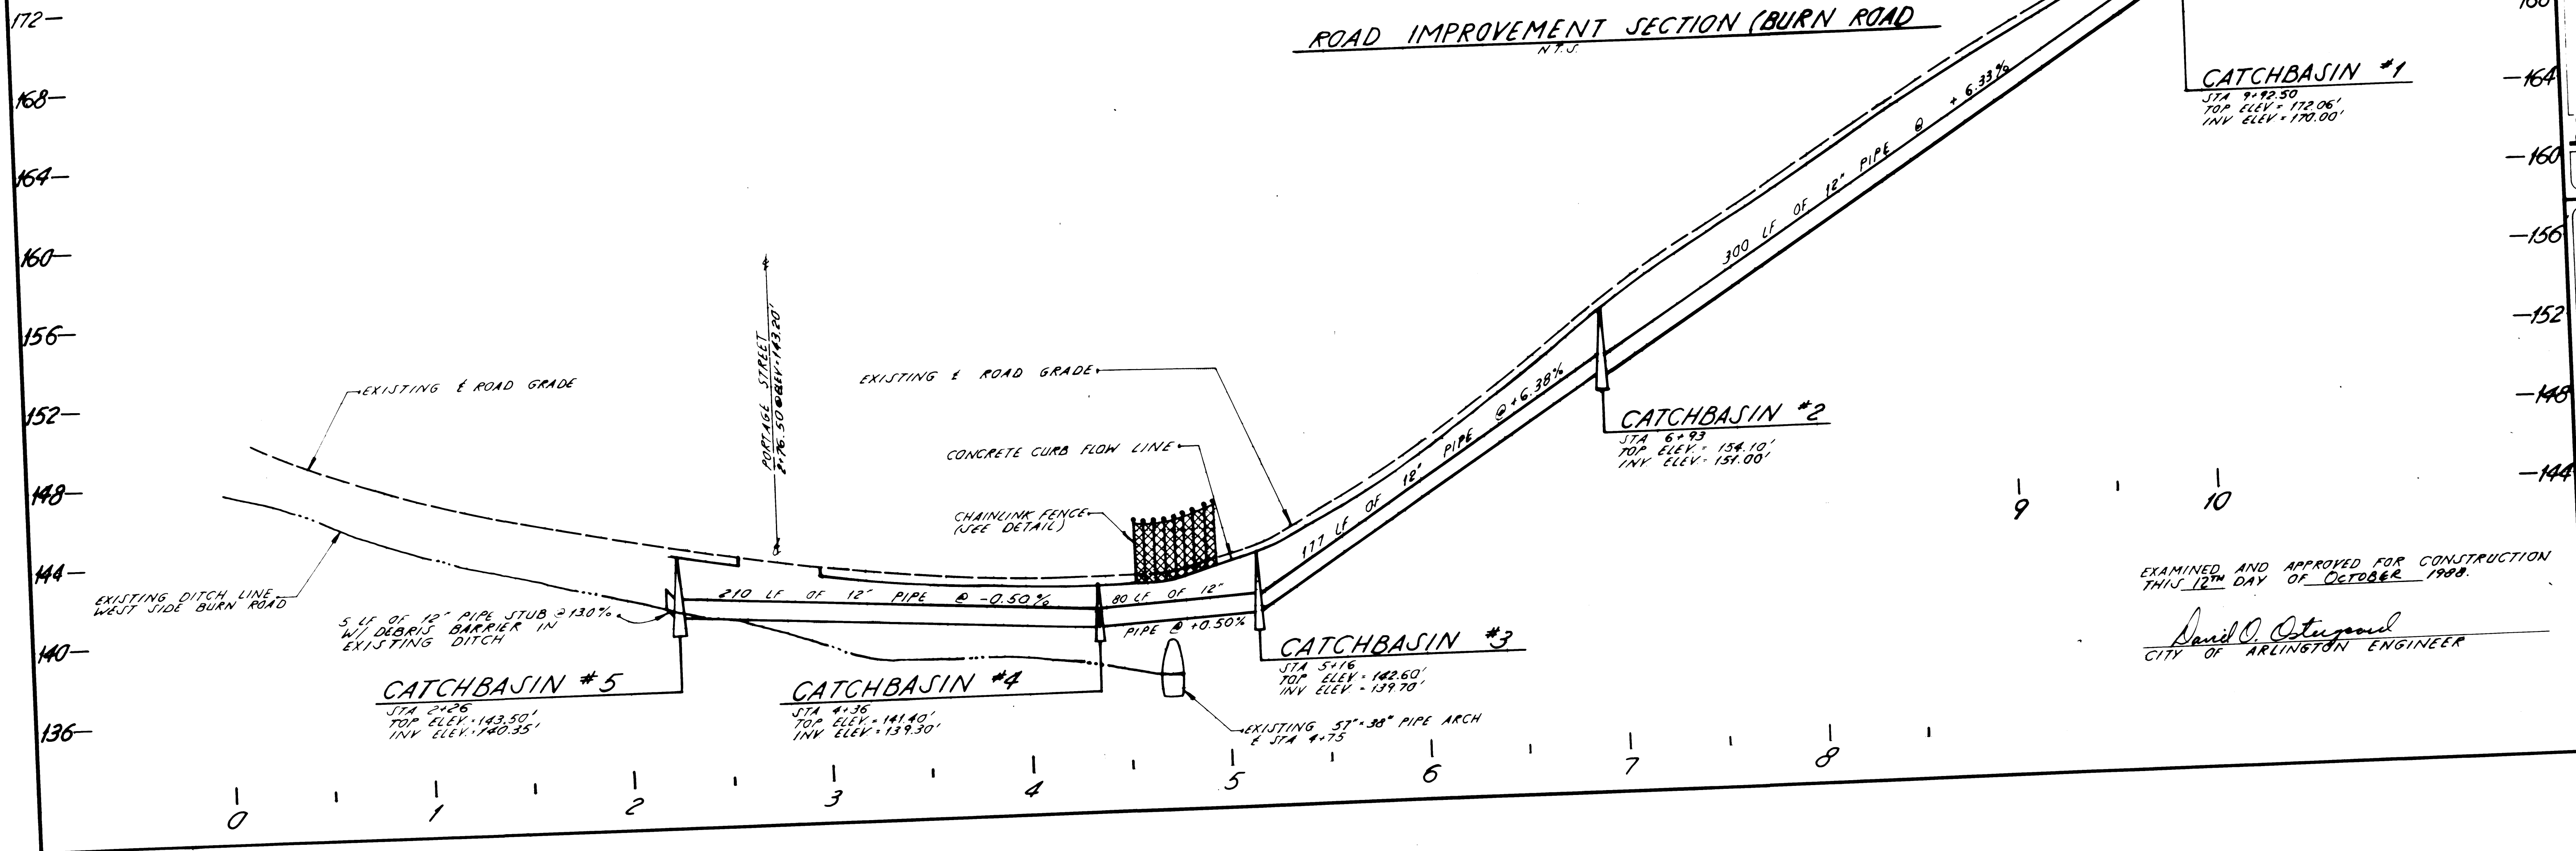 ROAD IMPROVEMENT SECTION (BURN ROAD
N.T.S.
172
168
164
160
156
152
148
144
140
136
160
164
160
156
152
148
144
CATCHBASIN #1
STA 9+92.50
TOP ELEV = 172.06'
INV ELEV = 170.00'
300 LF OF 12" PIPE @ +6.33%
PORTAGE STREET
2+76.50 @ ELEV = 143.20'
EXISTING ℄ ROAD GRADE
EXISTING ℄ ROAD GRADE
CONCRETE CURB FLOW LINE
CHAINLINK FENCE
(SEE DETAIL)
177 LF OF 12" PIPE @ +6.38%
CATCHBASIN #2
STA 6+93
TOP ELEV. = 154.10'
INV. ELEV = 151.00'
EXISTING DITCH LINE
WEST SIDE BURN ROAD
5 LF OF 12" PIPE STUB @ 13.0%
W/ DEBRIS BARRIER IN
EXISTING DITCH
210 LF OF 12" PIPE @ -0.50%
80 LF OF 12"
PIPE @ +0.50%
CATCHBASIN #5
STA 2+26
TOP ELEV. = 143.50'
INV ELEV. = 140.35'
CATCHBASIN #4
STA 4+36
TOP ELEV. = 141.40'
INV ELEV = 139.30'
CATCHBASIN #3
STA 5+16
TOP ELEV = 142.60'
INV ELEV = 139.70'
EXISTING 57" × 38" PIPE ARCH
℄ STA 4+75
0
1
2
3
4
5
6
7
8
9
10
EXAMINED AND APPROVED FOR CONSTRUCTION
THIS 12TH DAY OF OCTOBER 1988.
David O. Ostergaard
CITY OF ARLINGTON ENGINEER